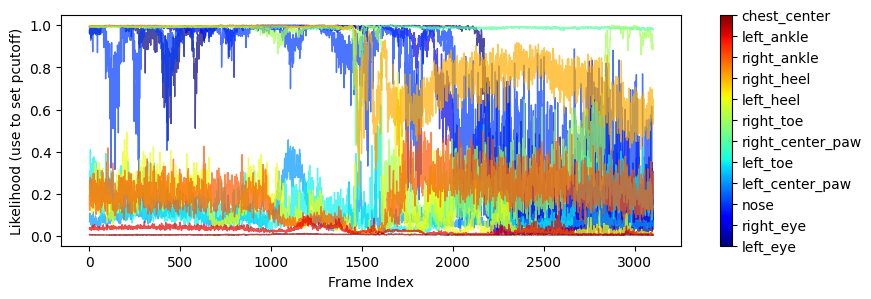 Likelihood (use to set pcutoff)
1.0
0.8
0.6
0.4
0.2
0.0
0
500
1000
1500
2000
2500
3000
Frame Index
chest_center
left_ankle
right_ankle
right_heel
left_heel
right_toe
right_center_paw
left_toe
left_center_paw
nose
right_eye
left_eye